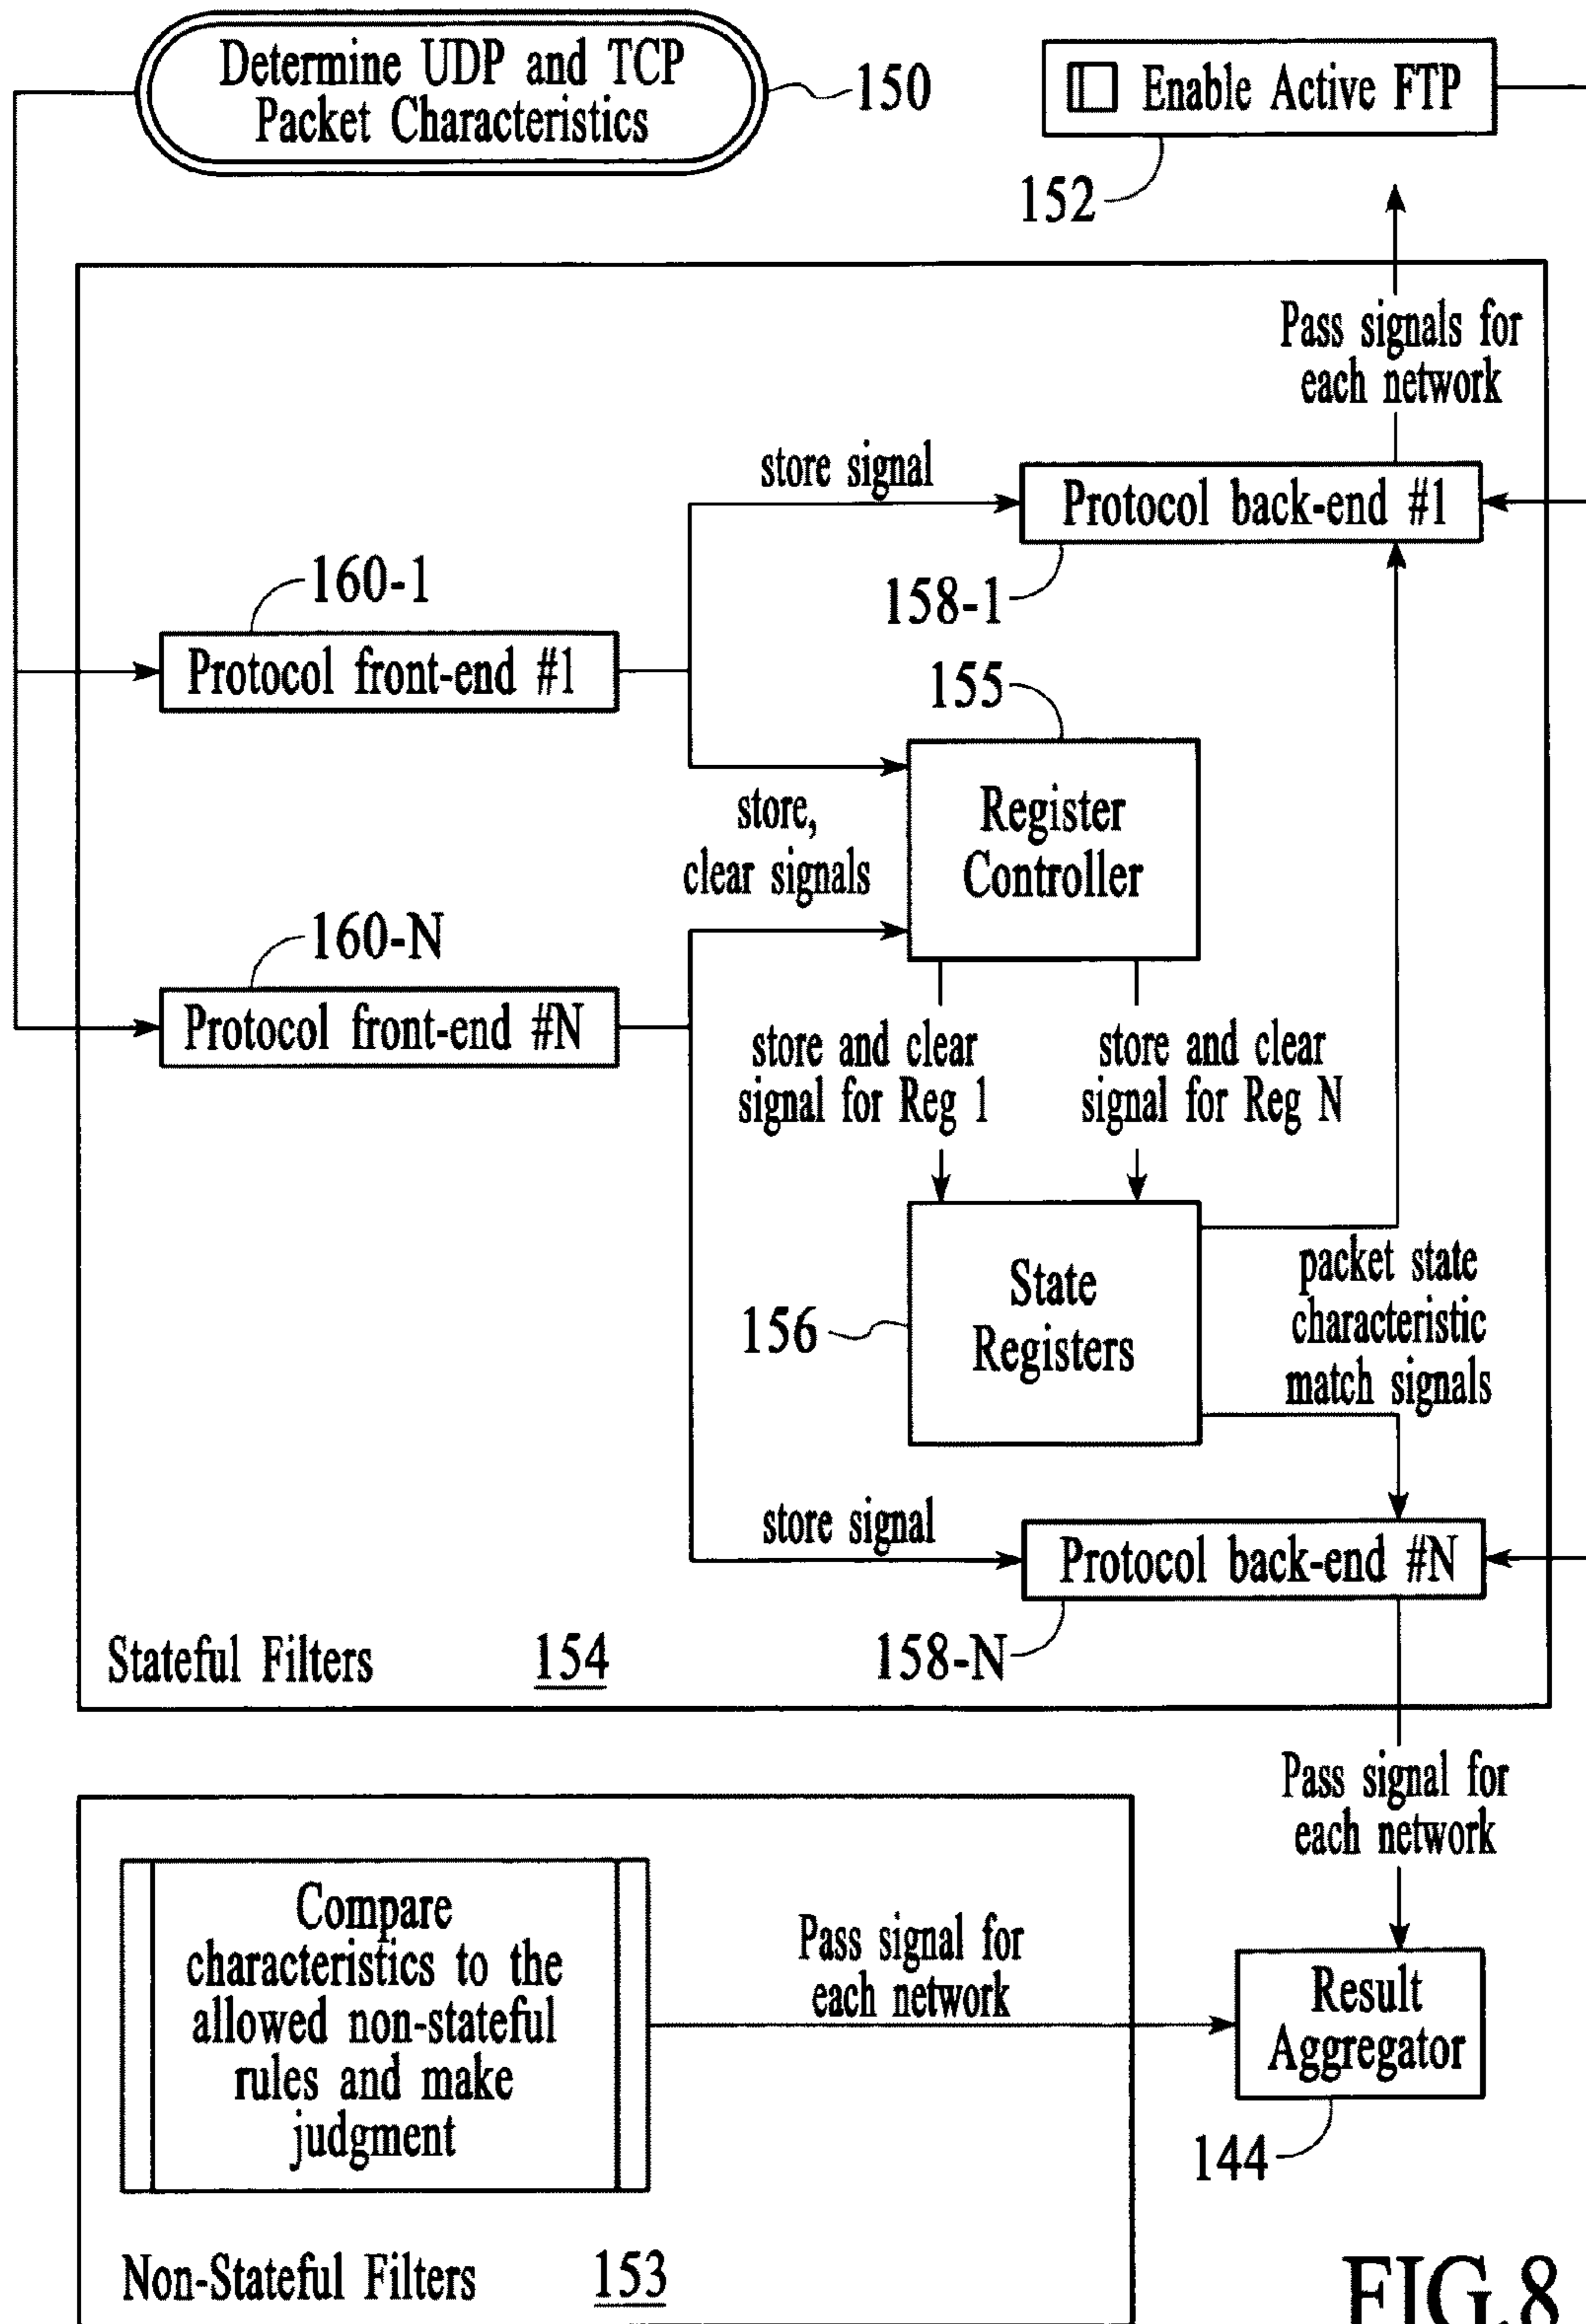 Determine UDP and TCP
Packet Characteristics
150
Enable Active FTP
152
Pass signals for
each network
store signal
Protocol back-end #1
158-1
160-1
Protocol front-end #1
155
Register
Controller
store,
clear signals
160-N
Protocol front-end #N
store and clear
signal for Reg 1
store and clear
signal for Reg N
State
Registers
156
packet state
characteristic
match signals
store signal
Protocol back-end #N
158-N
Stateful Filters 154
Pass signal for
each network
Compare
characteristics to the
allowed non-stateful
rules and make
judgment
Pass signal for
each network
Result
Aggregator
144
Non-Stateful Filters 153
FIG.8